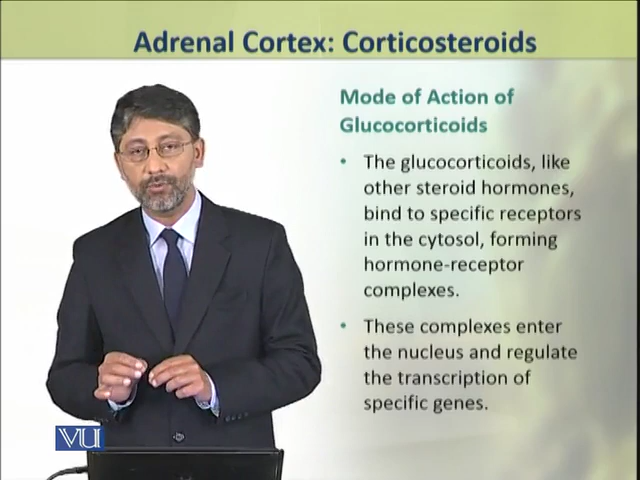 Adrenal Cortex: Corticosteroids
Mode of Action of
Glucocorticoids
• The glucocorticoids, like
other steroid hormones,
bind to specific receptors
in the cytosol, forming
hormone-receptor
complexes.
• These complexes enter
the nucleus and regulate
the transcription of
specific genes.
VU